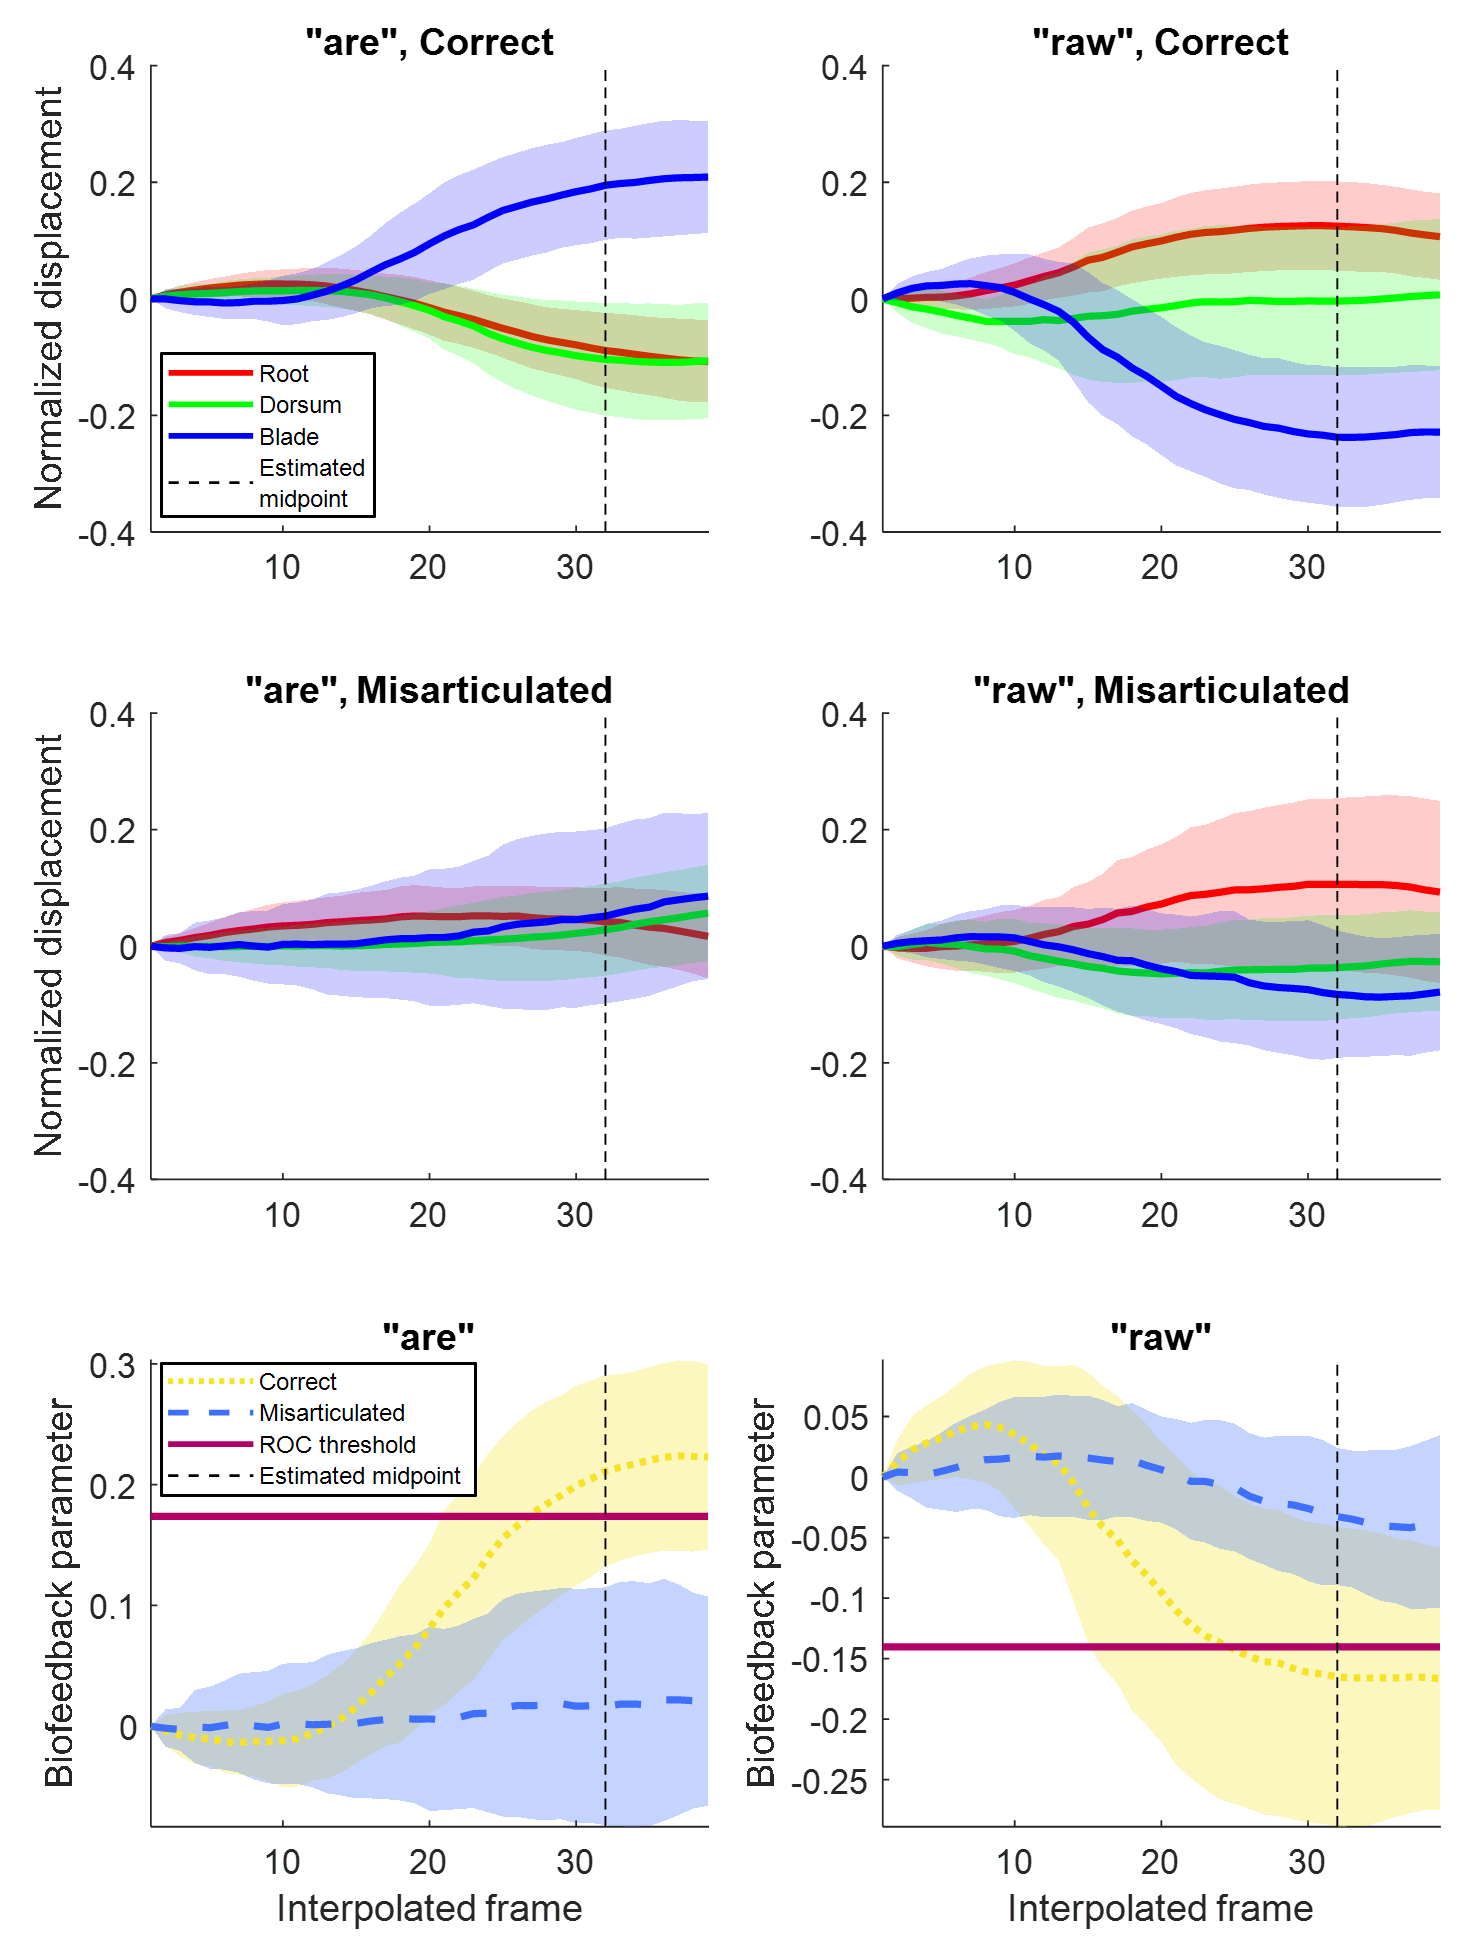 "are", Correct
"raw", Correct
Normalized displacement
0.4
0.2
0
-0.2
-0.4
Root
Dorsum
Blade
Estimated
midpoint
10
20
30
0.4
0.2
0
-0.2
-0.4
10
20
30
"are", Misarticulated
"raw", Misarticulated
Normalized displacement
0.4
0.2
0
-0.2
-0.4
10
20
30
0.4
0.2
0
-0.2
-0.4
10
20
30
"are"
"raw"
Biofeedback parameter
0.3
0.2
0.1
0
Correct
Misarticulated
ROC threshold
Estimated midpoint
10
20
30
Interpolated frame
Biofeedback parameter
0.05
0
-0.05
-0.1
-0.15
-0.2
-0.25
10
20
30
Interpolated frame